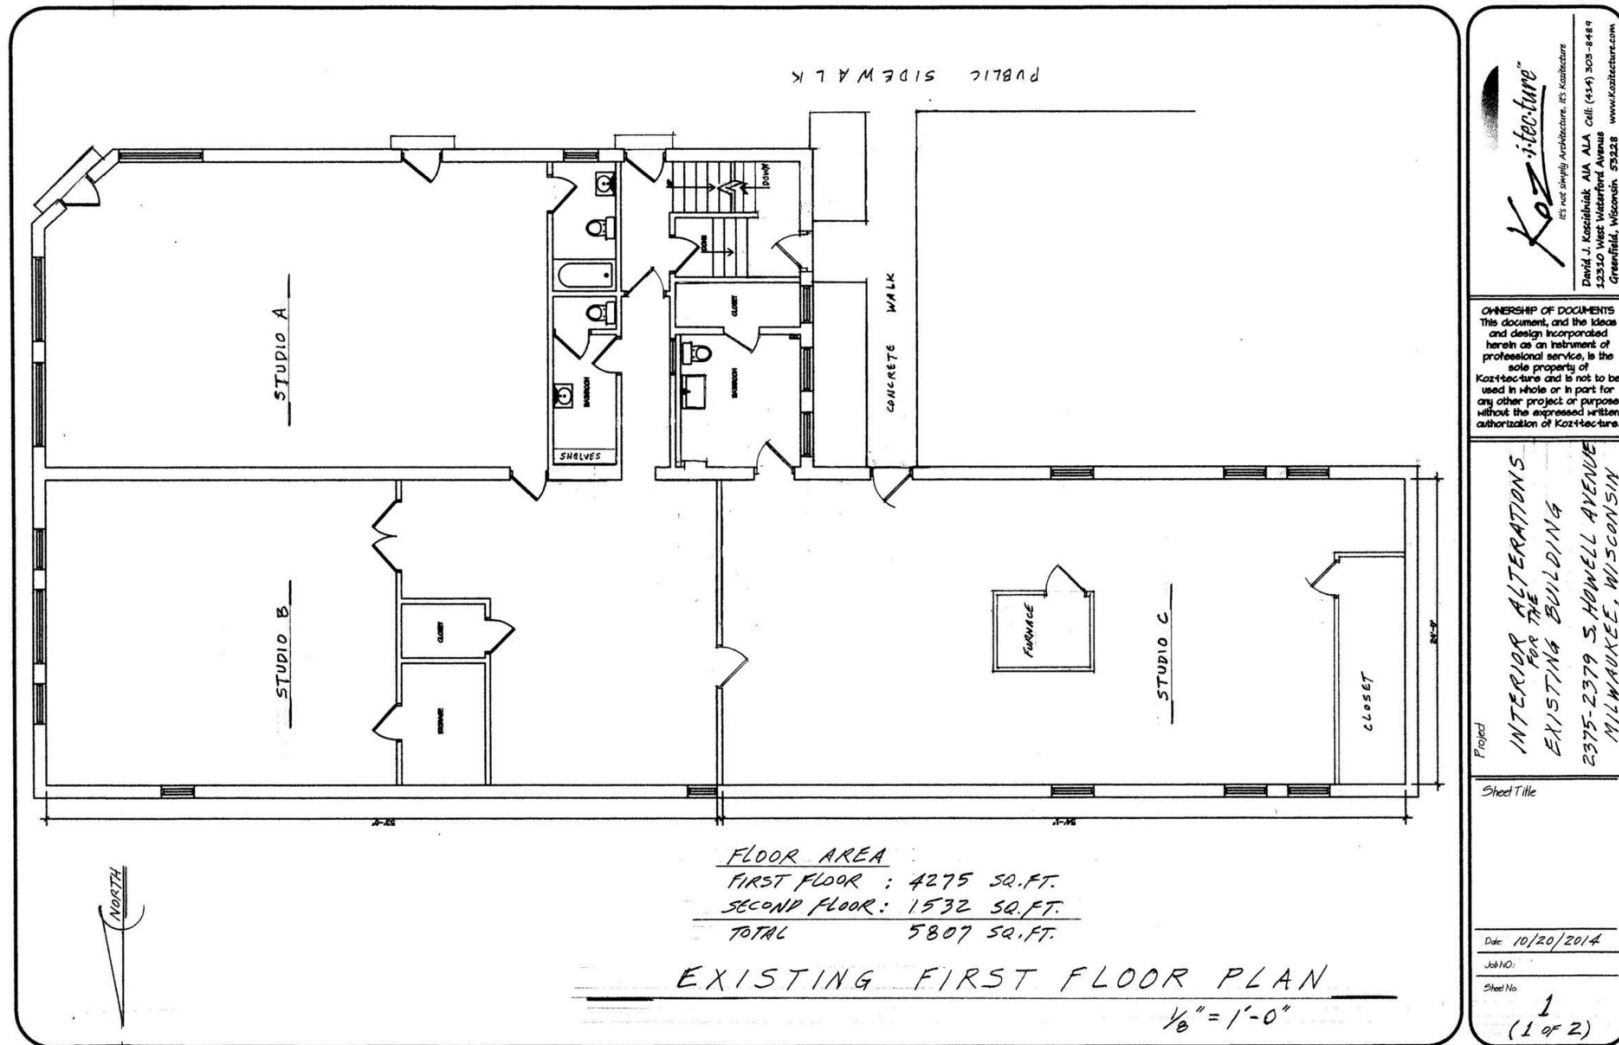 PUBLIC SIDEWALK
DOWN
CONCRETE WALK
STUDIO A
CLOSET
BATHROOM
BATHROOM
SHELVES
STUDIO B
CLOSET
STORAGE
FURNACE
STUDIO C
CLOSET
NORTH
FLOOR AREA
FIRST FLOOR : 4275 SQ.FT.
SECOND FLOOR : 1532 SQ.FT.
TOTAL 5807 SQ.FT.
EXISTING FIRST FLOOR PLAN
1/8" = 1'-0"
Koz·i·tec·ture™
It's not simply Architecture, It's Kozitecture
David J. Koscielniak AIA ALA Cell: (414) 303-8489
12310 West Waterford Avenue
Greenfield, Wisconsin 53228 www.Kozitecture.com
OWNERSHIP OF DOCUMENTS
This document, and the ideas
and design incorporated
herein as an instrument of
professional service, is the
sole property of
Koz·i·tec·ture and is not to be
used in whole or in part for
any other project or purpose
without the expressed written
authorization of Koz·i·tec·ture.
Project
INTERIOR ALTERATIONS
FOR THE
EXISTING BUILDING
2375-2379 S. HOWELL AVENUE
MILWAUKEE, WISCONSIN
Sheet Title
Date: 10/20/2014
Job NO:
Sheet No.
1
(1 OF 2)